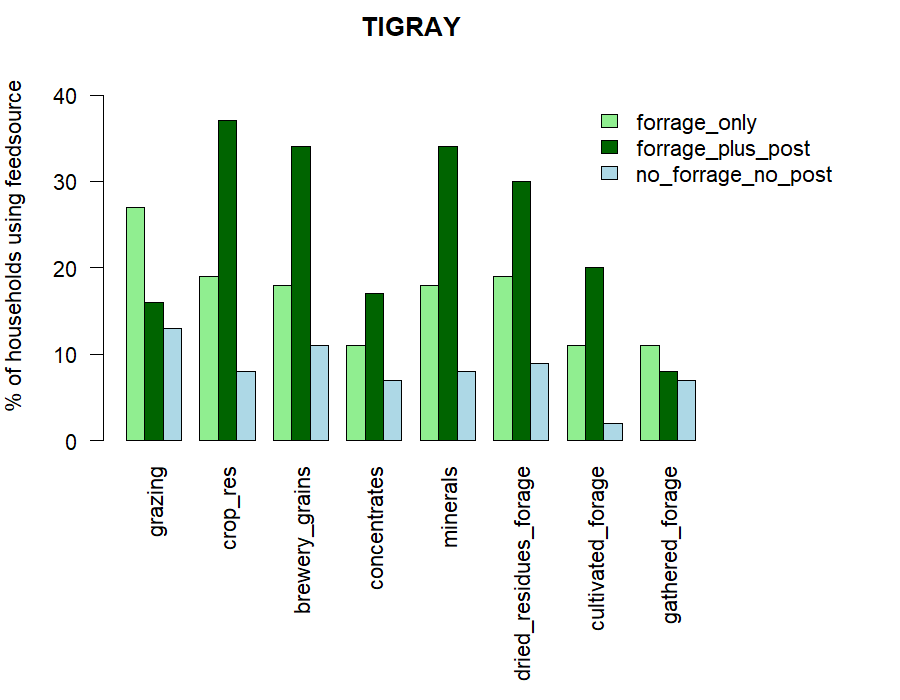 TIGRAY
% of households using feedsource
40
30
20
10
0
forrage_only
forrage_plus_post
no_forrage_no_post
grazing
crop_res
brewery_grains
concentrates
minerals
dried_residues_forage
cultivated_forage
gathered_forage